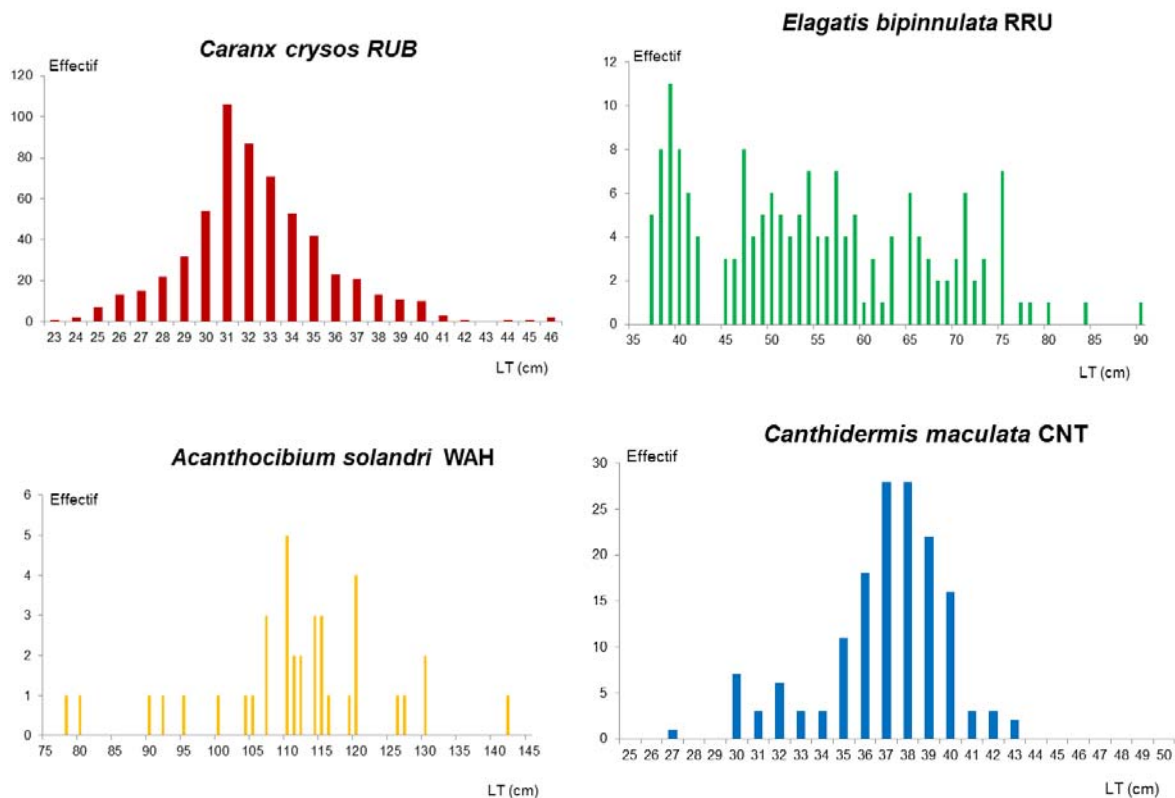 Caranx crysos RUB
Effectif
120
100
80
60
40
20
0
23 24 25 26 27 28 29 30 31 32 33 34 35 36 37 38 39 40 41 42 43 44 45 46
LT (cm)
Elagatis bipinnulata RRU
Effectif
12
10
8
6
4
2
0
35 40 45 50 55 60 65 70 75 80 85 90
LT (cm)
Acanthocibium solandri WAH
Effectif
6
5
4
3
2
1
0
75 80 85 90 95 100 105 110 115 120 125 130 135 140 145
LT (cm)
Canthidermis maculata CNT
Effectif
30
25
20
15
10
5
0
25 26 27 29 30 31 32 33 34 35 36 37 38 39 40 41 42 43 44 45 46 47 48 49 50
LT (cm)